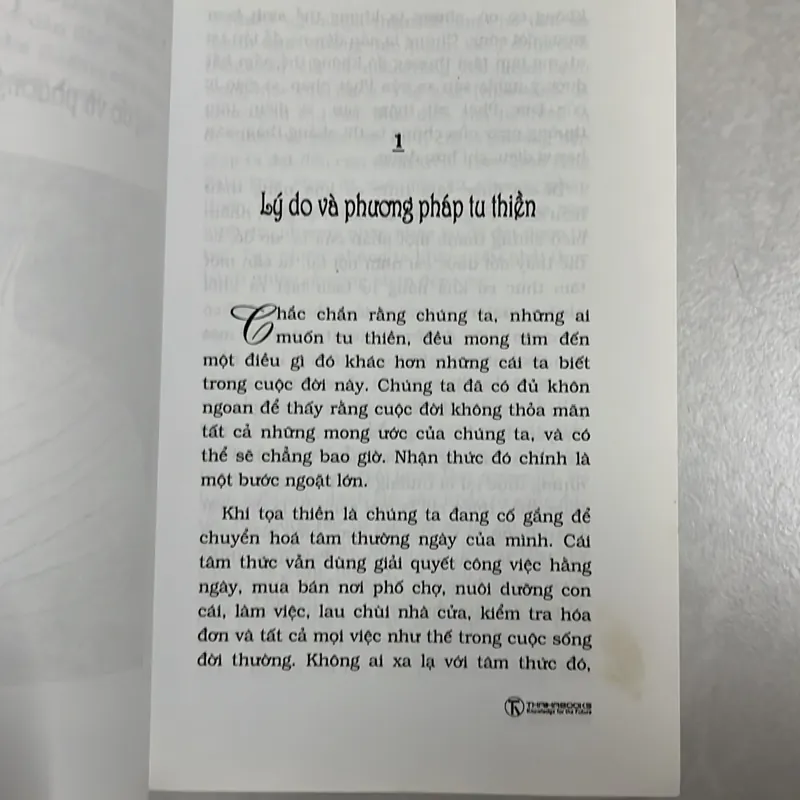 1
Lý do và phương pháp tu thiền
Chắc chắn rằng chúng ta, những ai
muốn tu thiền, đều mong tìm đến
một điều gì đó khác hơn những cái ta biết
trong cuộc đời này. Chúng ta đã có đủ khôn
ngoan để thấy rằng cuộc đời không thỏa mãn
tất cả những mong ước của chúng ta, và có
thể sẽ chẳng bao giờ. Nhận thức đó chính là
một bước ngoặt lớn.
Khi tọa thiền là chúng ta đang cố gắng để
chuyển hoá tâm thường ngày của mình. Cái
tâm thức vẫn dùng giải quyết công việc hằng
ngày, mua bán nơi phố chợ, nuôi dưỡng con
cái, làm việc, lau chùi nhà cửa, kiểm tra hóa
đơn và tất cả mọi việc như thế trong cuộc sống
đời thường. Không ai xa lạ với tâm thức đó,
THAIHABOOKS
Knowledge for the Future